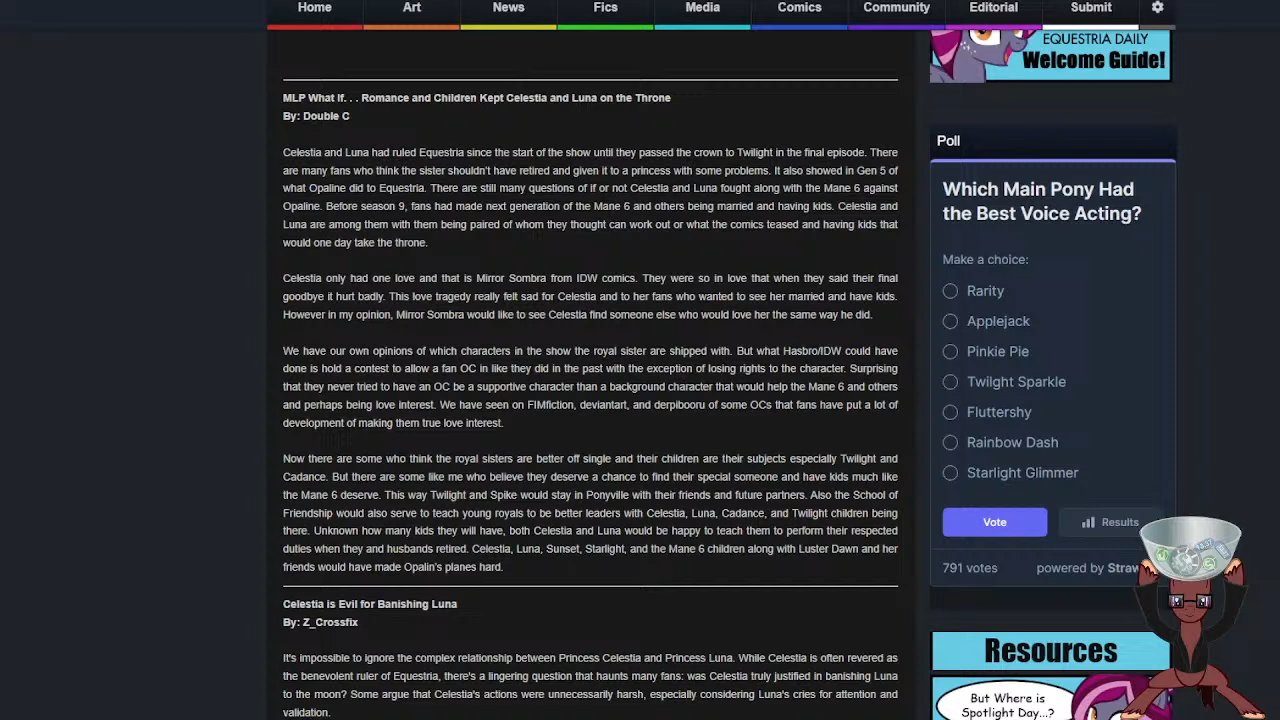 Home Art News Fics Media Comics Community Editorial Submit
EQUESTRIA DAILY
Welcome Guide!
MLP What If. . . Romance and Children Kept Celestia and Luna on the Throne
By: Double C
Celestia and Luna had ruled Equestria since the start of the show until they passed the crown to Twilight in the final episode. There
are many fans who think the sister shouldn't have retired and given it to a princess with some problems. It also showed in Gen 5 of
what Opaline did to Equestria. There are still many questions of if or not Celestia and Luna fought along with the Mane 6 against
Opaline. Before season 9, fans had made next generation of the Mane 6 and others being married and having kids. Celestia and
Luna are among them with them being paired of whom they thought can work out or what the comics teased and having kids that
would one day take the throne.
Celestia only had one love and that is Mirror Sombra from IDW comics. They were so in love that when they said their final
goodbye it hurt badly. This love tragedy really felt sad for Celestia and to her fans who wanted to see her married and have kids.
However in my opinion, Mirror Sombra would like to see Celestia find someone else who would love her the same way he did.
We have our own opinions of which characters in the show the royal sister are shipped with. But what Hasbro/IDW could have
done is hold a contest to allow a fan OC in like they did in the past with the exception of losing rights to the character. Surprising
that they never tried to have an OC be a supportive character than a background character that would help the Mane 6 and others
and perhaps being love interest. We have seen on FIMfiction, deviantart, and derpibooru of some OCs that fans have put a lot of
development of making them true love interest.
Now there are some who think the royal sisters are better off single and their children are their subjects especially Twilight and
Cadance. But there are some like me who believe they deserve a chance to find their special someone and have kids much like
the Mane 6 deserve. This way Twilight and Spike would stay in Ponyville with their friends and future partners. Also the School of
Friendship would also serve to teach young royals to be better leaders with Celestia, Luna, Cadance, and Twilight children being
there. Unknown how many kids they will have, both Celestia and Luna would be happy to teach them to perform their respected
duties when they and husbands retired. Celestia, Luna, Sunset, Starlight, and the Mane 6 children along with Luster Dawn and her
friends would have made Opalin's planes hard.
Celestia is Evil for Banishing Luna
By: Z_Crossfix
It's impossible to ignore the complex relationship between Princess Celestia and Princess Luna. While Celestia is often revered as
the benevolent ruler of Equestria, there's a lingering question that haunts many fans: was Celestia truly justified in banishing Luna
to the moon? Some argue that Celestia's actions were unnecessarily harsh, especially considering Luna's cries for attention and
validation.
Poll
Which Main Pony Had
the Best Voice Acting?
Make a choice:
Rarity
Applejack
Pinkie Pie
Twilght Sparkle
Fluttershy
Rainbow Dash
Starlight Glimmer
Vote Results
791 votes powered by Straw
Resources
But Where is
Spotlight Day...?